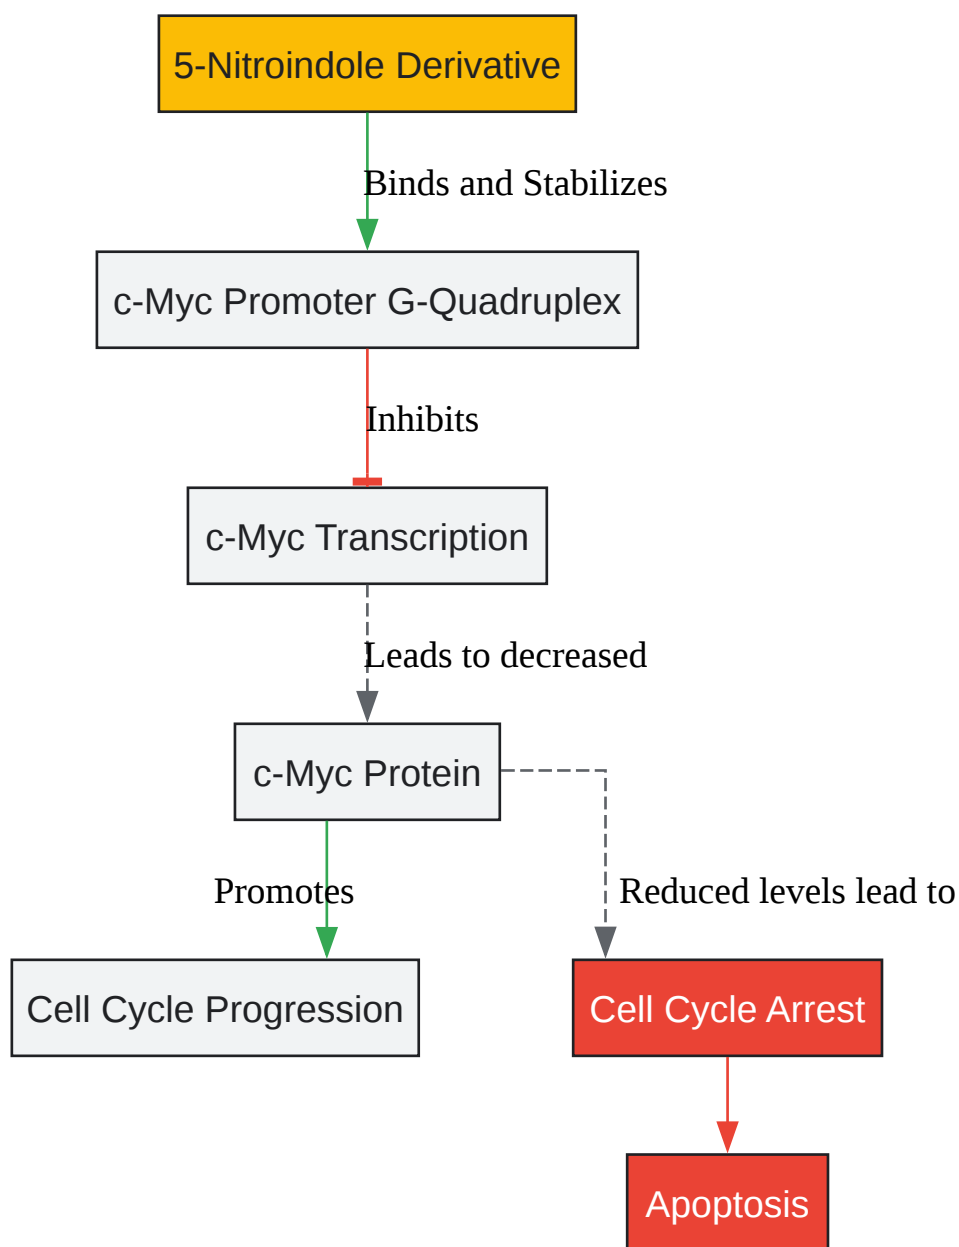 5-Nitroindole Derivative
Binds and Stabilizes
c-Myc Promoter G-Quadruplex
Inhibits
c-Myc Transcription
Leads to decreased
c-Myc Protein
Promotes
Reduced levels lead to
Cell Cycle Progression
Cell Cycle Arrest
Apoptosis